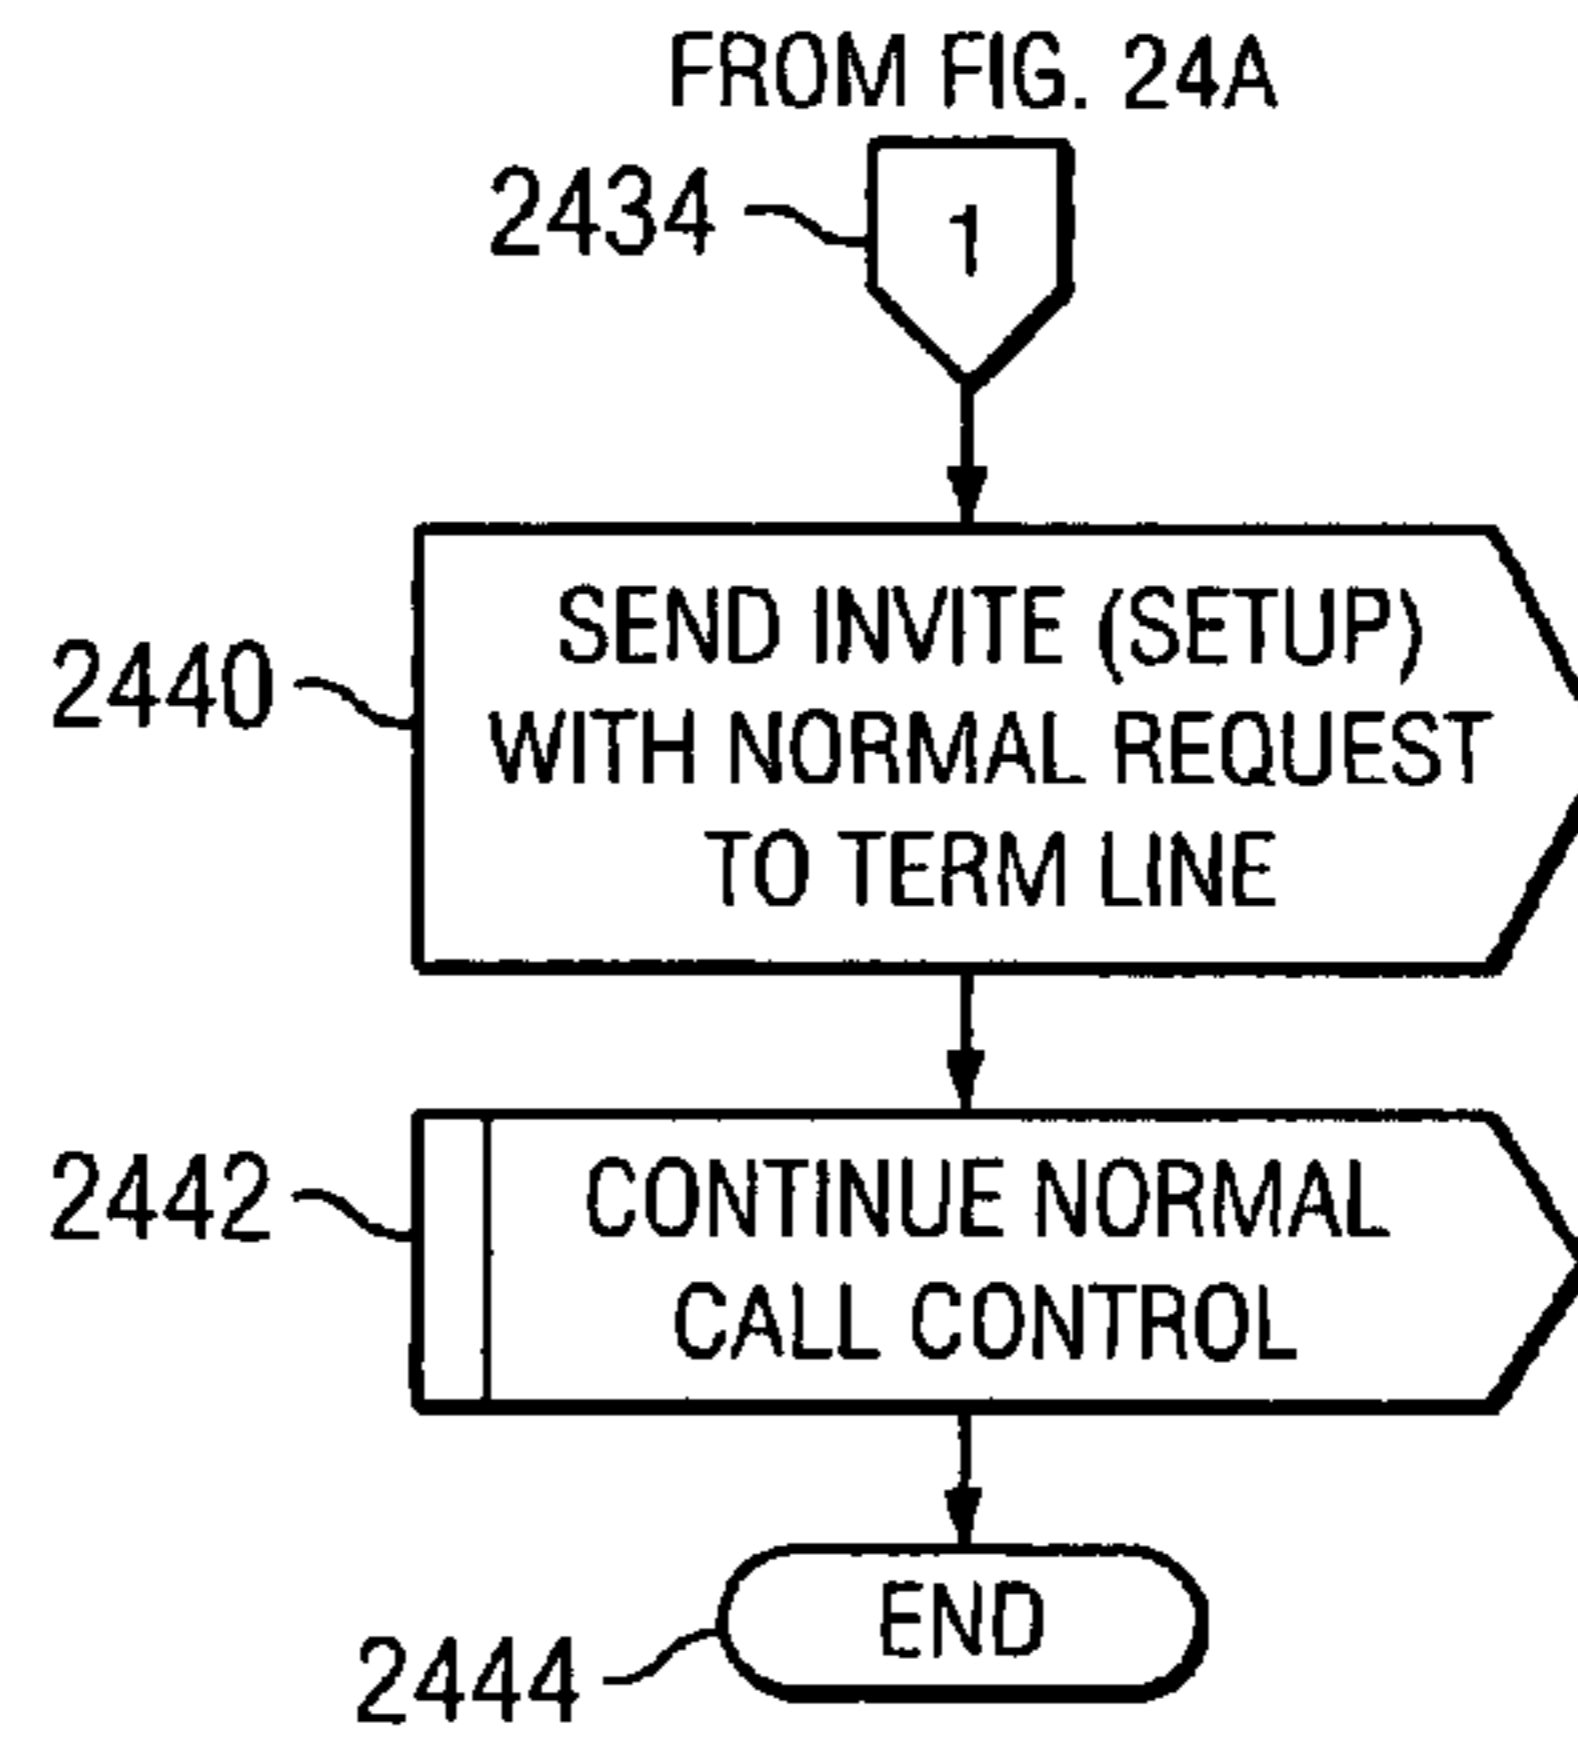 FROM FIG. 24A
2434
1
2440
SEND INVITE (SETUP)
WITH NORMAL REQUEST
TO TERM LINE
2442
CONTINUE NORMAL
CALL CONTROL
END
2444